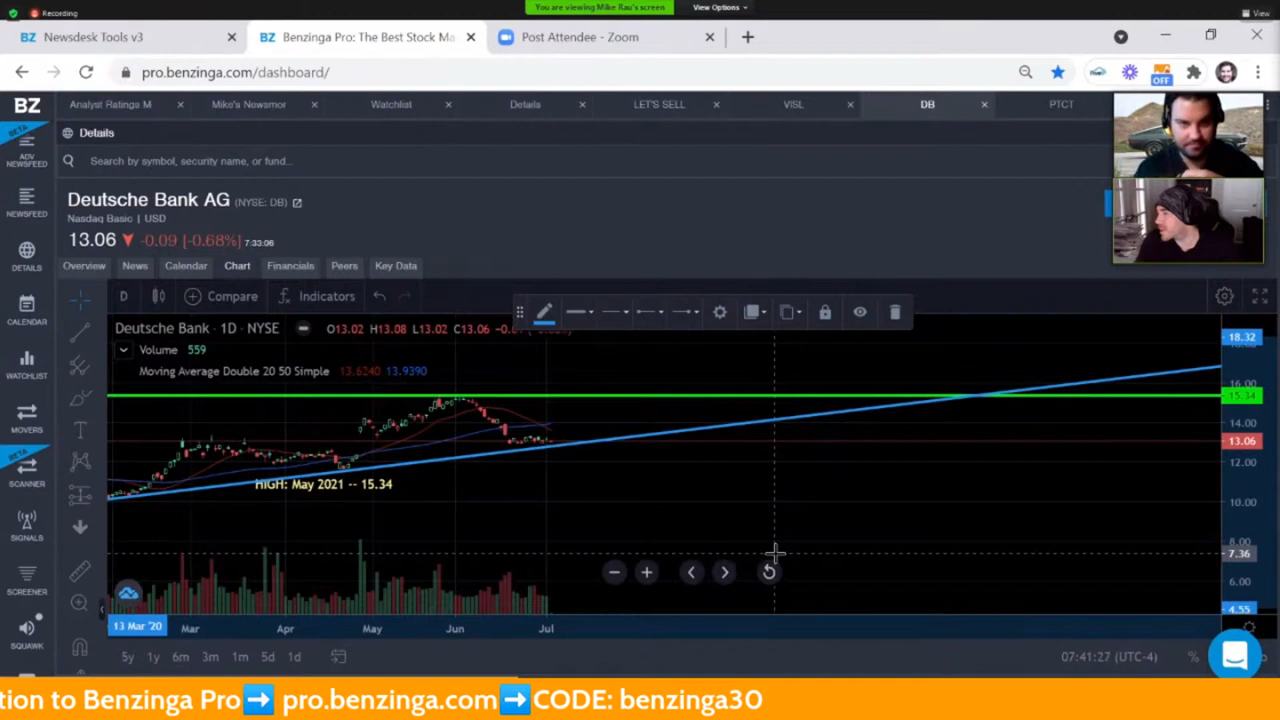 Recording
You are viewing Mike Rau's screen
View Options
View
BZ Newsdesk Tools v3
BZ Benzinga Pro: The Best Stock Ma
Post Attendee - Zoom
pro.benzinga.com/dashboard/
OFF
BZ
Analyst Ratings M
Mike's Newsmor
Watchlist
Details
LET'S SELL
VISL
DB
PTCT
BETA
ADV NEWSFEED
NEWSFEED
DETAILS
CALENDAR
WATCHLIST
MOVERS
BETA
SCANNER
SIGNALS
SCREENER
SQUAWK
Details
Search by symbol, security name, or fund...
Deutsche Bank AG (NYSE: DB)
Nasdaq Basic | USD
13.06 -0.09 [-0.68%] 7:33:06
Overview News Calendar Chart Financials Peers Key Data
D Compare Indicators
Deutsche Bank · 1D · NYSE O13.02 H13.08 L13.02 C13.06
Volume 559
Moving Average Double 20 50 Simple 13.6240 13.9390
HIGH: May 2021 -- 15.34
18.32
16.00
15.34
14.00
13.06
12.00
10.00
8.00
7.36
6.00
4.55
13 Mar '20 Mar Apr May Jun Jul
5y 1y 6m 3m 1m 5d 1d
07:41:27 (UTC-4) %
tion to Benzinga Pro➡ pro.benzinga.com➡CODE: benzinga30